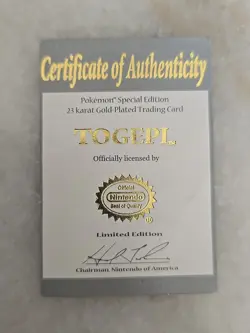 Certificate of Authenticity
Pokémon® Special Edition
23 karat Gold-Plated Trading Card
TOGEPI.
Officially licensed by
Official
Nintendo
Seal of Quality
®
Limited Edition
Chairman, Nintendo of America